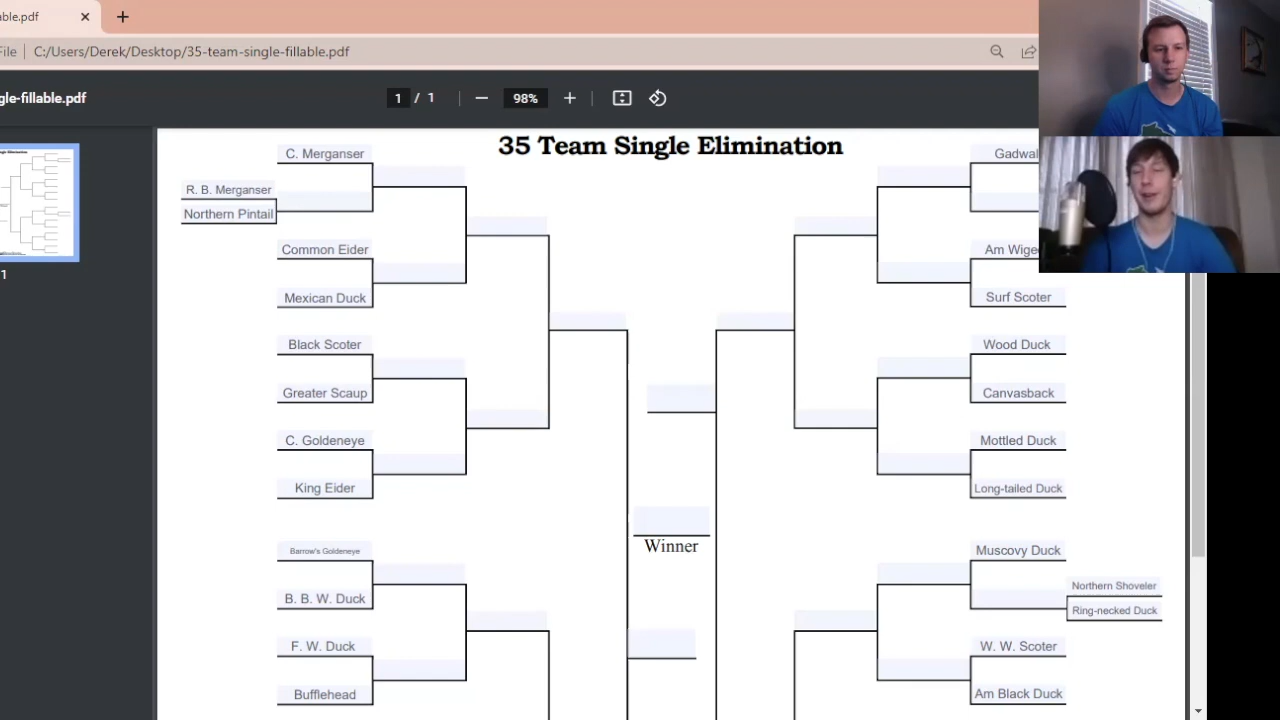 ble.pdf
File
C:/Users/Derek/Desktop/35-team-single-fillable.pdf
gle-fillable.pdf
1 / 1
98%
1
35 Team Single Elimination
C. Merganser
R. B. Merganser
Northern Pintail
Common Eider
Mexican Duck
Black Scoter
Greater Scaup
C. Goldeneye
King Eider
Barrow's Goldeneye
B. B. W. Duck
F. W. Duck
Bufflehead
Winner
Gadwal
Am Wige
Surf Scoter
Wood Duck
Canvasback
Mottled Duck
Long-tailed Duck
Muscovy Duck
Northern Shoveler
Ring-necked Duck
W. W. Scoter
Am Black Duck